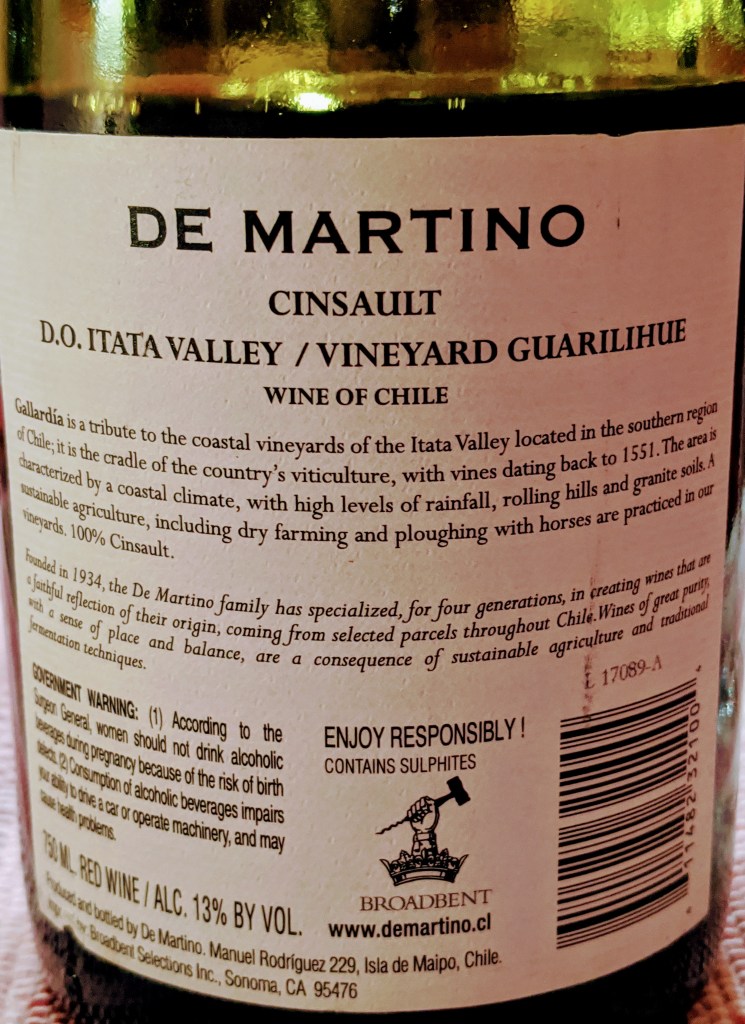 DE MARTINO
CINSAULT
D.O. ITATA VALLEY / VINEYARD GUARILIHUE
WINE OF CHILE
Gallardía is a tribute to the coastal vineyards of the Itata Valley located in the southern region
of Chile; it is the cradle of the country's viticulture, with vines dating back to 1551. The area is
characterized by a coastal climate, with high levels of rainfall, rolling hills and granite soils. A
sustainable agriculture, including dry farming and ploughing with horses are practiced in our
vineyards. 100% Cinsault.
Founded in 1934, the De Martino family has specialized, for four generations, in creating wines that are
a faithful reflection of their origin, coming from selected parcels throughout Chile. Wines of great purity,
with a sense of place and balance, are a consequence of sustainable agriculture and traditional
fermentation techniques.
L 17089-A
GOVERNMENT WARNING: (1) According to the
Surgeon General, women should not drink alcoholic
beverages during pregnancy because of the risk of birth
defects. (2) Consumption of alcoholic beverages impairs
your ability to drive a car or operate machinery, and may
cause health problems.
ENJOY RESPONSIBLY !
CONTAINS SULPHITES
BROADBENT
www.demartino.cl
750 ML. RED WINE / ALC. 13% BY VOL.
Produced and bottled by De Martino. Manuel Rodríguez 229, Isla de Maipo, Chile.
by: Broadbent Selections Inc., Sonoma, CA 95476
11482 32100